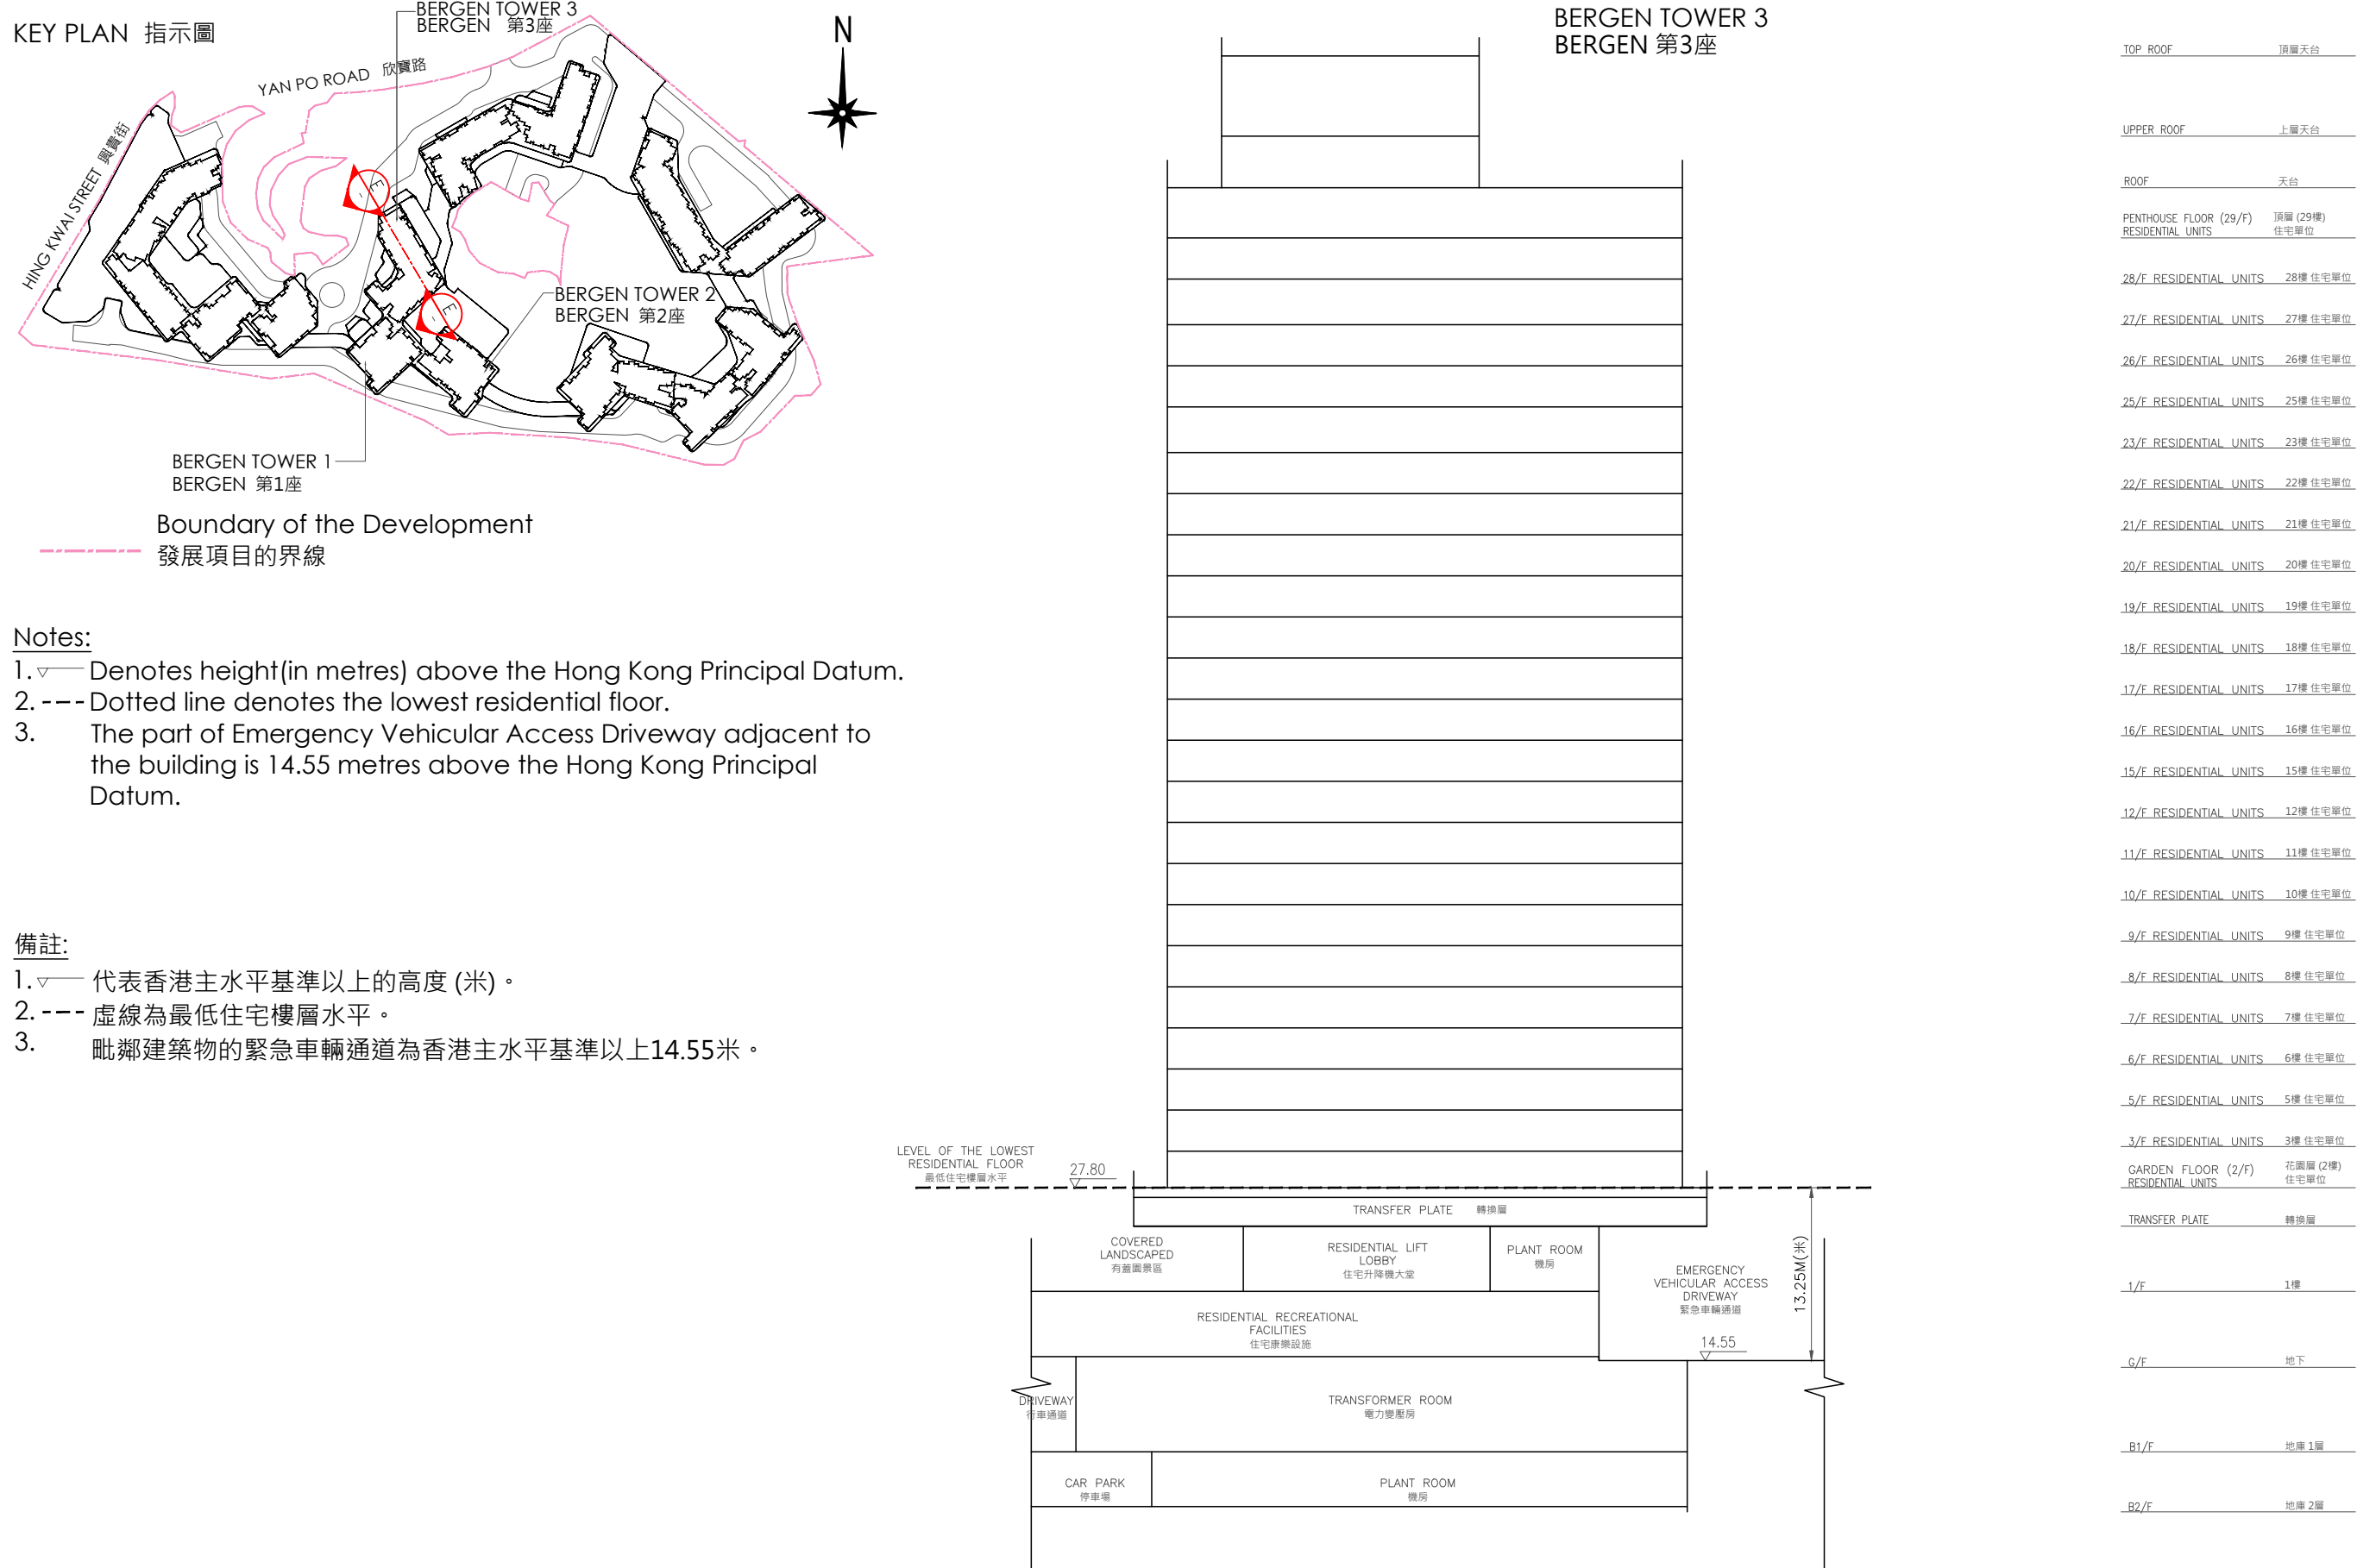 KEY PLAN 指示圖
BERGEN TOWER 3
BERGEN 第3座
YAN PO ROAD 欣寶路
HING KWAI STREET 興貴街
N
E
E
BERGEN TOWER 2
BERGEN 第2座
BERGEN TOWER 1
BERGEN 第1座
Boundary of the Development
發展項目的界線
Notes:
1. Denotes height(in metres) above the Hong Kong Principal Datum.
2. Dotted line denotes the lowest residential floor.
3. The part of Emergency Vehicular Access Driveway adjacent to
the building is 14.55 metres above the Hong Kong Principal
Datum.
備註:
1. 代表香港主水平基準以上的高度 (米)。
2. 虛線為最低住宅樓層水平。
3. 毗鄰建築物的緊急車輛通道為香港主水平基準以上14.55米。
BERGEN TOWER 3
BERGEN 第3座
LEVEL OF THE LOWEST
RESIDENTIAL FLOOR
最低住宅樓層水平
27.80
TRANSFER PLATE 轉換層
COVERED
LANDSCAPED
有蓋園景區
RESIDENTIAL LIFT
LOBBY
住宅升降機大堂
PLANT ROOM
機房
EMERGENCY
VEHICULAR ACCESS
DRIVEWAY
緊急車輛通道
14.55
13.25M(米)
RESIDENTIAL RECREATIONAL
FACILITIES
住宅康樂設施
DRIVEWAY
行車通道
TRANSFORMER ROOM
電力變壓房
CAR PARK
停車場
PLANT ROOM
機房
TOP ROOF 頂層天台
UPPER ROOF 上層天台
ROOF 天台
PENTHOUSE FLOOR (29/F) 頂層 (29樓)
RESIDENTIAL UNITS 住宅單位
28/F RESIDENTIAL UNITS 28樓 住宅單位
27/F RESIDENTIAL UNITS 27樓 住宅單位
26/F RESIDENTIAL UNITS 26樓 住宅單位
25/F RESIDENTIAL UNITS 25樓 住宅單位
23/F RESIDENTIAL UNITS 23樓 住宅單位
22/F RESIDENTIAL UNITS 22樓 住宅單位
21/F RESIDENTIAL UNITS 21樓 住宅單位
20/F RESIDENTIAL UNITS 20樓 住宅單位
19/F RESIDENTIAL UNITS 19樓 住宅單位
18/F RESIDENTIAL UNITS 18樓 住宅單位
17/F RESIDENTIAL UNITS 17樓 住宅單位
16/F RESIDENTIAL UNITS 16樓 住宅單位
15/F RESIDENTIAL UNITS 15樓 住宅單位
12/F RESIDENTIAL UNITS 12樓 住宅單位
11/F RESIDENTIAL UNITS 11樓 住宅單位
10/F RESIDENTIAL UNITS 10樓 住宅單位
9/F RESIDENTIAL UNITS 9樓 住宅單位
8/F RESIDENTIAL UNITS 8樓 住宅單位
7/F RESIDENTIAL UNITS 7樓 住宅單位
6/F RESIDENTIAL UNITS 6樓 住宅單位
5/F RESIDENTIAL UNITS 5樓 住宅單位
3/F RESIDENTIAL UNITS 3樓 住宅單位
GARDEN FLOOR (2/F) 花園層 (2樓)
RESIDENTIAL UNITS 住宅單位
TRANSFER PLATE 轉換層
1/F 1樓
G/F 地下
B1/F 地庫 1層
B2/F 地庫 2層